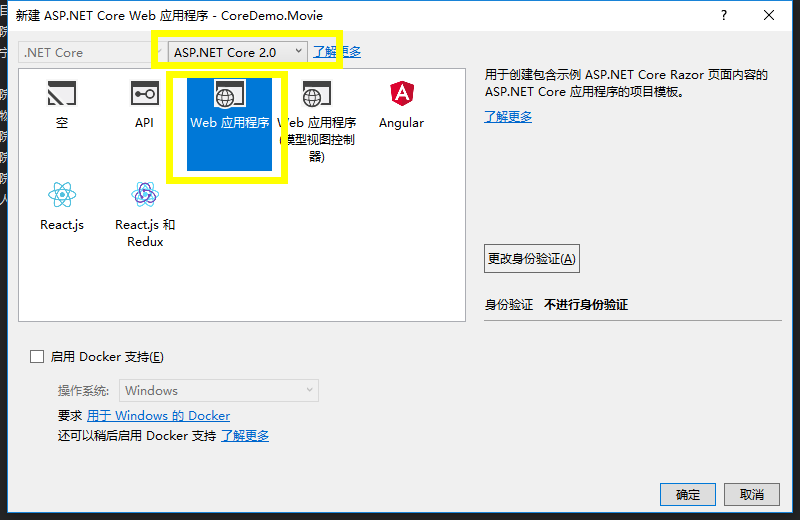 新建 ASP.NET Core Web 应用程序 - CoreDemo.Movie
?
.NET Core
ASP.NET Core 2.0
了解更多
空
API
Web 应用程序
Web 应用程序
(模型视图控制
器)
Angular
React.js
React.js 和
Redux
用于创建包含示例 ASP.NET Core Razor 页面内容的
ASP.NET Core 应用程序的项目模板。
了解更多
更改身份验证(A)
身份验证 不进行身份验证
启用 Docker 支持(E)
操作系统: Windows
要求 用于 Windows 的 Docker
还可以稍后启用 Docker 支持 了解更多
确定
取消